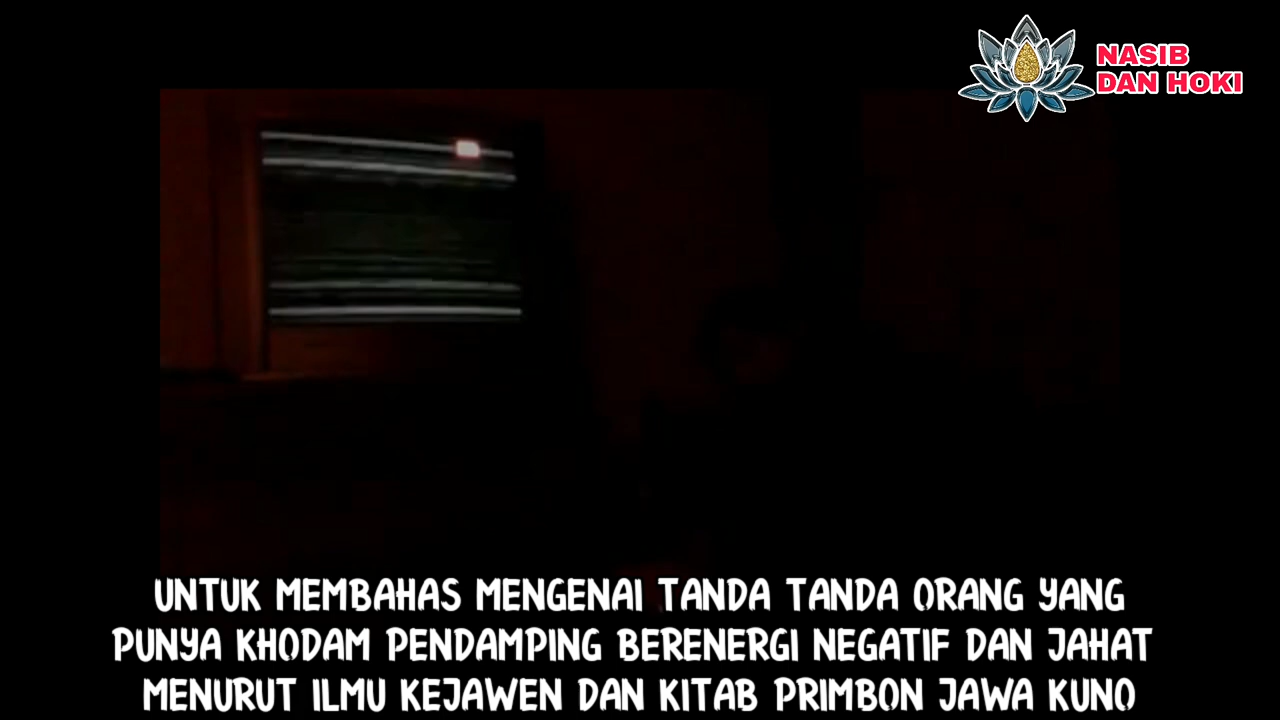 NASIB
DAN HOKI
UNTUK MEMBAHAS MENGENAI TANDA TANDA ORANG YANG
PUNYA KHODAM PENDAMPING BERENERGI NEGATIF DAN JAHAT
MENURUT ILMU KEJAWEN DAN KITAB PRIMBON JAWA KUNO